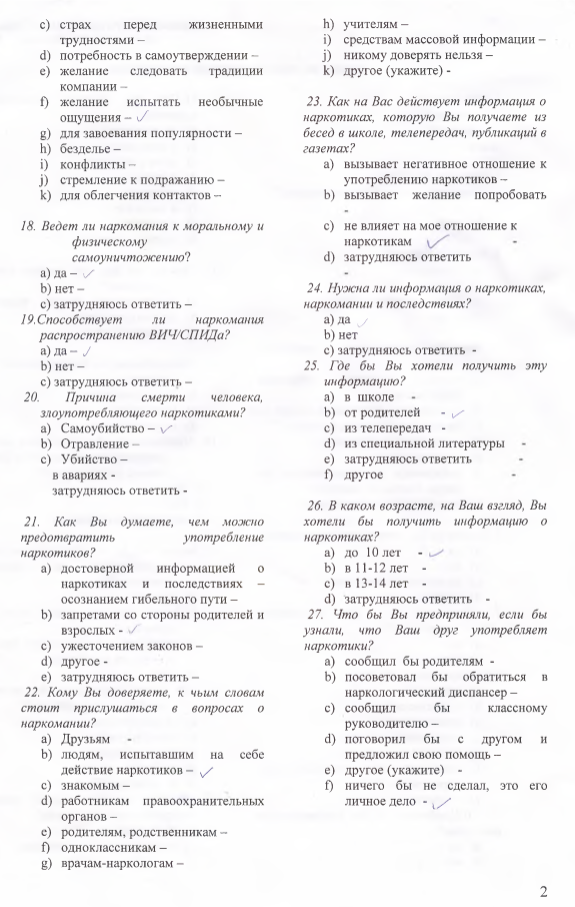 c) страх перед жизненными
трудностями –
d) потребность в самоутверждении –
e) желание следовать традиции
компании –
f) желание испытать необычные
ощущения – ✓
g) для завоевания популярности –
h) безделье –
i) конфликты –
j) стремление к подражанию –
k) для облегчения контактов –
18. Ведет ли наркомания к моральному и
физическому
самоуничтожению?
a) да – ✓
b) нет –
c) затрудняюсь ответить –
19.Способствует ли наркомания
распространению ВИЧ/СПИДа?
a) да – ✓
b) нет –
c) затрудняюсь ответить –
20. Причина смерти человека,
злоупотребляющего наркотиками?
a) Самоубийство – ✓
b) Отравление –
c) Убийство –
в авариях -
затрудняюсь ответить -
21. Как Вы думаете, чем можно
предотвратить употребление
наркотиков?
a) достоверной информацией о
наркотиках и последствиях –
осознанием гибельного пути –
b) запретами со стороны родителей и
взрослых - ✓
c) ужесточением законов –
d) другое -
e) затрудняюсь ответить –
22. Кому Вы доверяете, к чьим словам
стоит прислушаться в вопросах о
наркомании?
a) Друзьям -
b) людям, испытавшим на себе
действие наркотиков – ✓
c) знакомым –
d) работникам правоохранительных
органов –
e) родителям, родственникам –
f) одноклассникам –
g) врачам-наркологам –
h) учителям –
i) средствам массовой информации –
j) никому доверять нельзя –
k) другое (укажите) -
23. Как на Вас действует информация о
наркотиках, которую Вы получаете из
бесед в школе, телепередач, публикаций в
газетах?
a) вызывает негативное отношение к
употреблению наркотиков –
b) вызывает желание попробовать
-
c) не влияет на мое отношение к
наркотикам ✓ -
d) затрудняюсь ответить
-
24. Нужна ли информация о наркотиках,
наркомании и последствиях?
a) да ✓
b) нет
c) затрудняюсь ответить -
25. Где бы Вы хотели получить эту
информацию?
a) в школе -
b) от родителей - ✓
c) из телепередач -
d) из специальной литературы -
e) затрудняюсь ответить -
f) другое -
26. В каком возрасте, на Ваш взгляд, Вы
хотели бы получить информацию о
наркотиках?
a) до 10 лет - ✓
b) в 11-12 лет -
c) в 13-14 лет -
d) затрудняюсь ответить -
27. Что бы Вы предприняли, если бы
узнали, что Ваш друг употребляет
наркотики?
a) сообщил бы родителям -
b) посоветовал бы обратиться в
наркологический диспансер –
c) сообщил бы классному
руководителю –
d) поговорил бы с другом и
предложил свою помощь –
e) другое (укажите) -
f) ничего бы не сделал, это его
личное дело - ✓
2